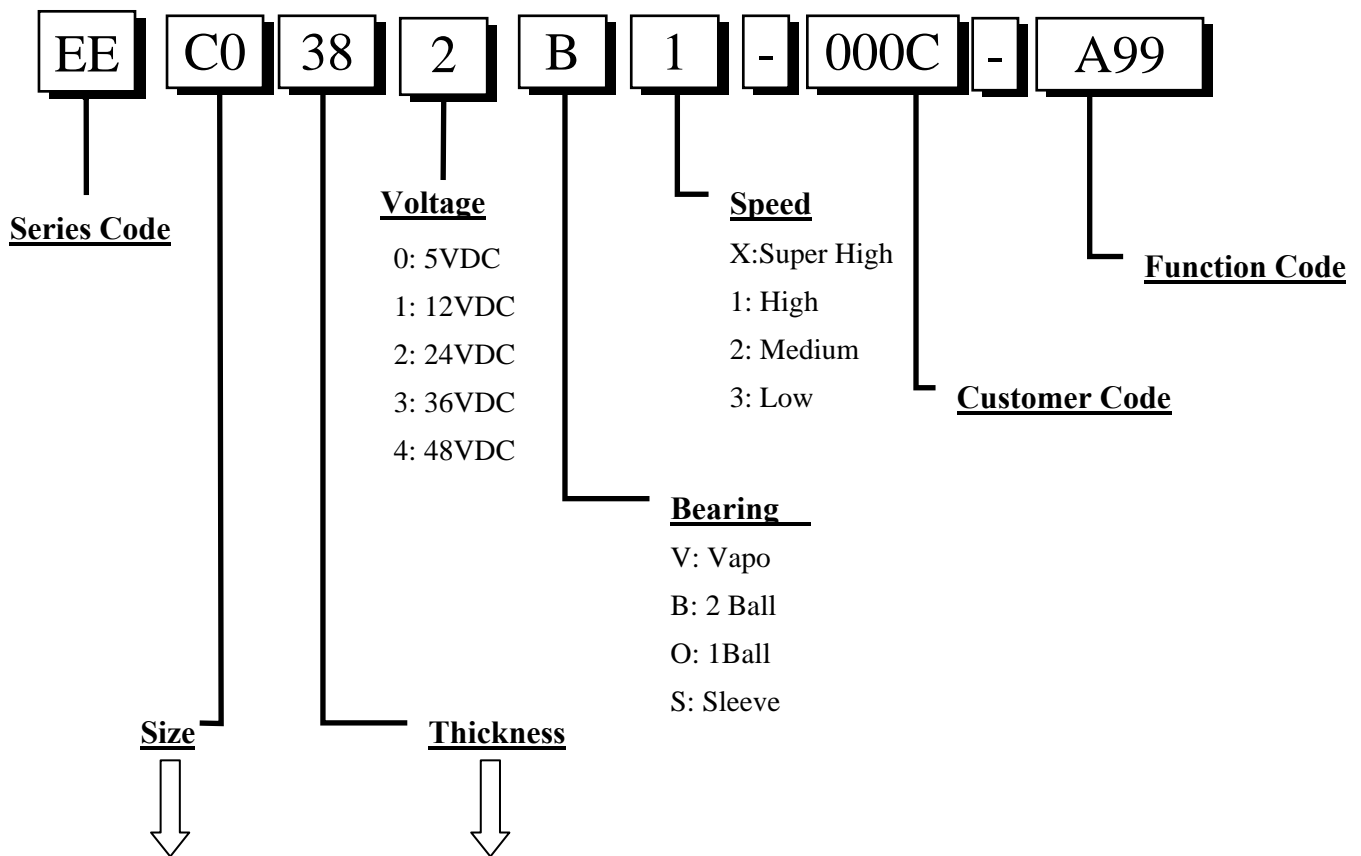 EE C0 38 2 B 1 - 000C - A99
Series Code
Voltage
0: 5VDC
1: 12VDC
2: 24VDC
3: 36VDC
4: 48VDC
Speed
X:Super High
1: High
2: Medium
3: Low
Function Code
Customer Code
Bearing
V: Vapo
B: 2 Ball
O: 1Ball
S: Sleeve
Size
Thickness